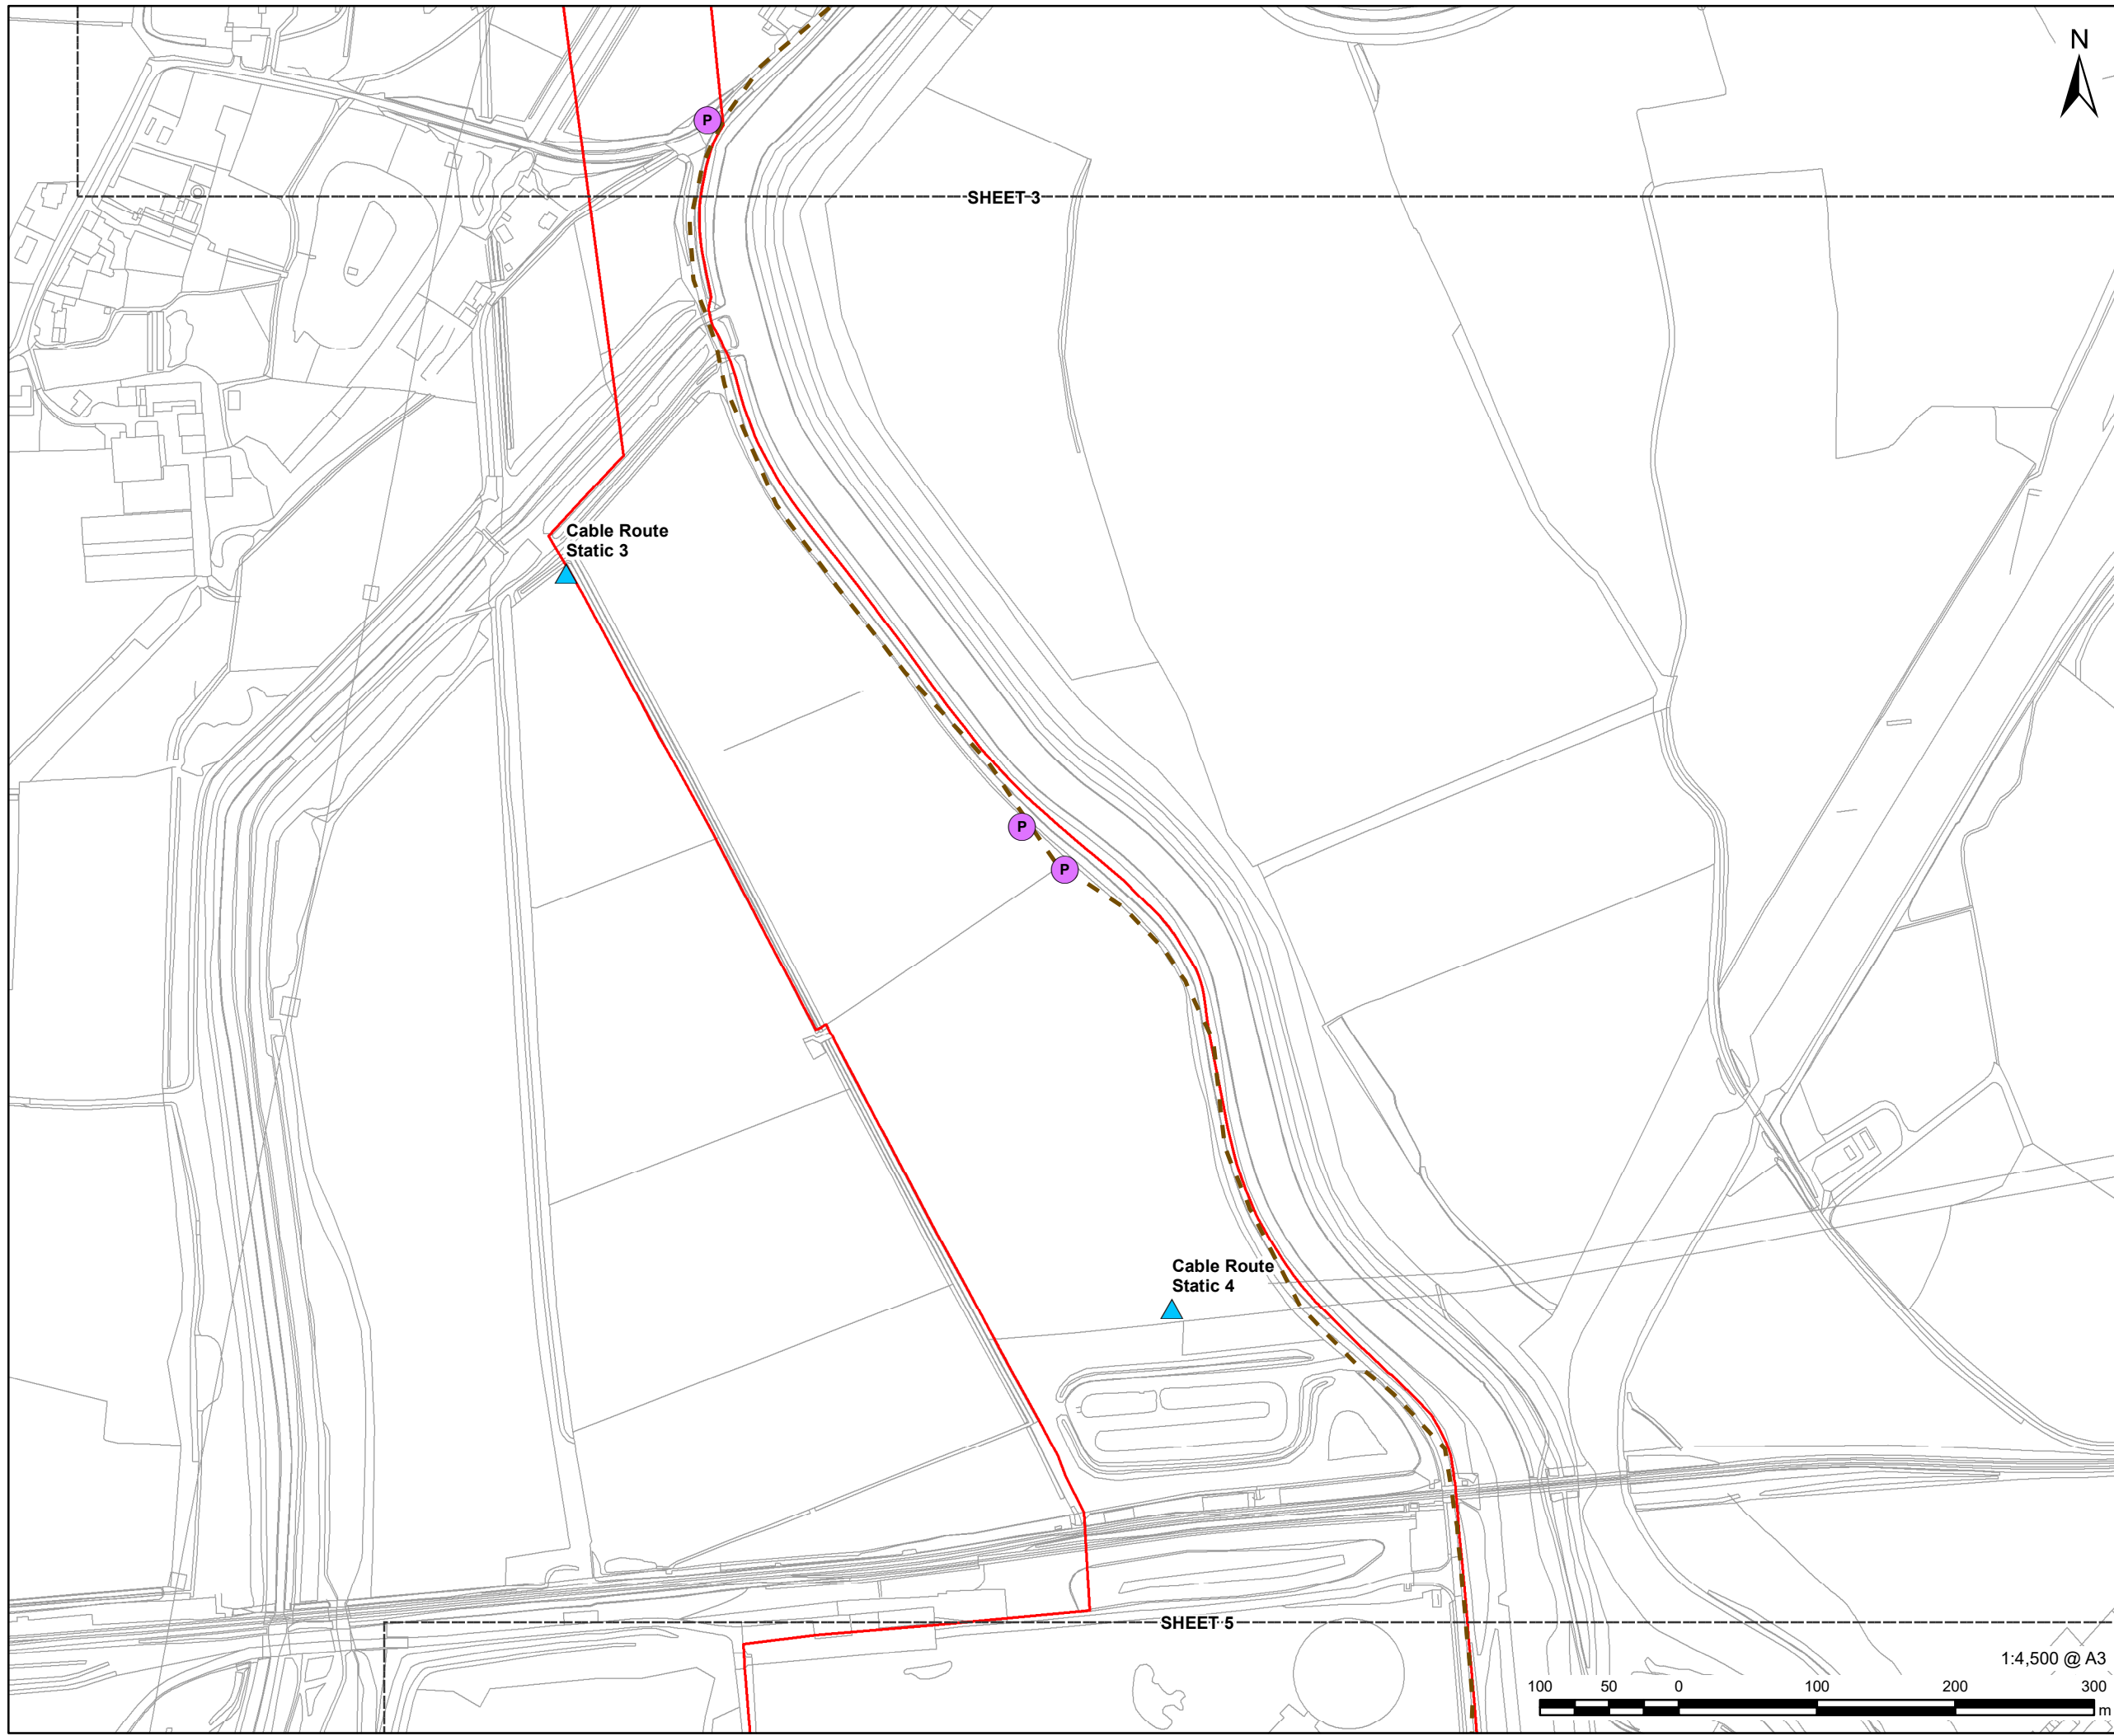 N
P
SHEET 3
Cable Route
Static 3
P
P
Cable Route
Static 4
SHEET 5
1:4,500 @ A3
100 50 0 100 200 300
m